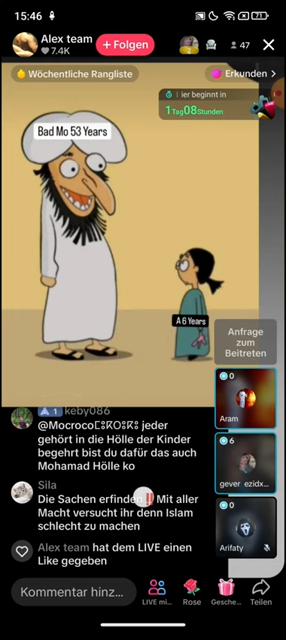 15:46
71
Alex team
7.4K
+ Folgen
2
47
Wöchentliche Rangliste
Erkunden >
ier beginnt in
1Tag08Stunden
Bad Mo 53 Years
A 6 Years
Anfrage
zum
Beitreten
0
Aram
6
gever ezidx...
0
Arifaty
1 keby086
jeder
gehört in die Hölle der Kinder
begehrt bist du dafür das auch
Mohamad Hölle ko
Sila
Die Sachen erfinden‼️Mit aller
Macht versucht ihr denn Islam
schlecht zu machen
Alex team hat dem LIVE einen
Like gegeben
Kommentar hinz...
LIVE mi...
Rose
Gesche...
Teilen